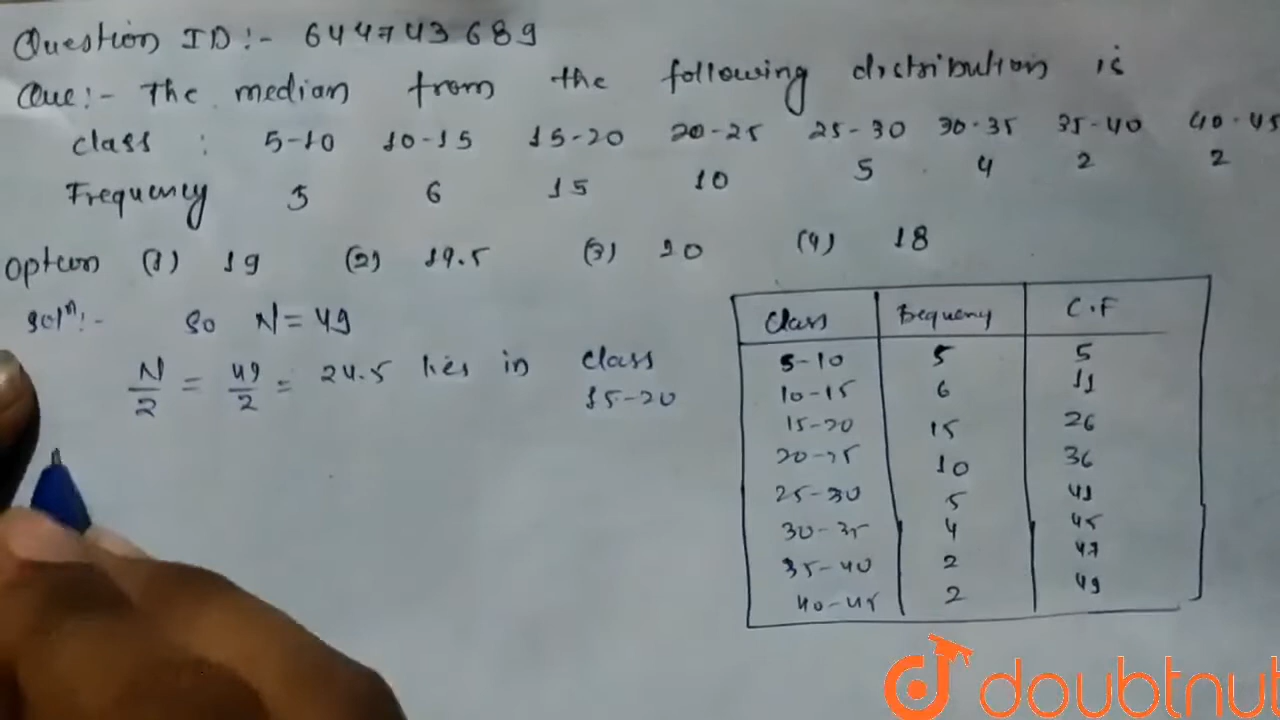 Question ID :- 644743689
Que:- The median from the following distribution is
class : 5-10 10-15 15-20 20-25 25-30 30-35 35-40 40-45
Frequency 5 6 15 10 5 4 2 2
option (1) 19 (2) 19.5 (3) 20 (4) 18
Solⁿ:- So N = 49
N/2 = 49/2 = 24.5 lies in class
15-20
Class Frequency C.F
5-10 5 5
10-15 6 11
15-20 15 26
20-25 10 36
25-30 5 41
30-35 4 45
35-40 2 47
40-45 2 49
doubtnut